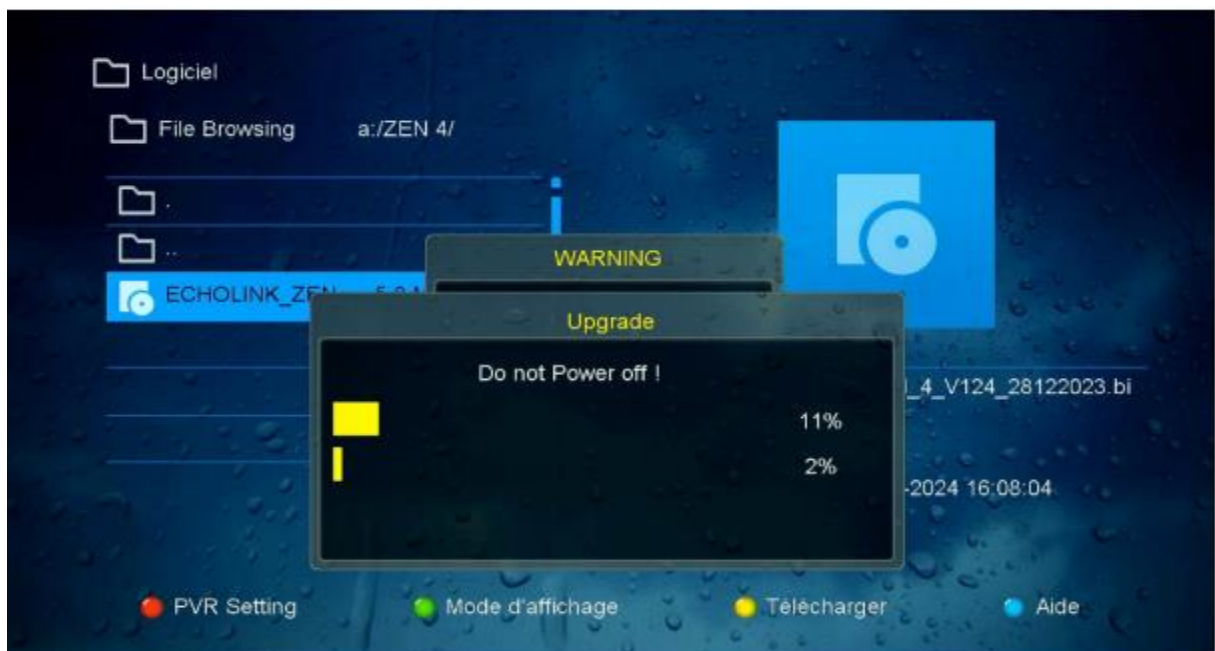 Logiciel
File Browsing a:/ZEN 4/
.
..
WARNING
ECHOLINK_ZEN
Upgrade
Do not Power off !
_4_V124_28122023.bi
11%
2%
-2024 16:08:04
PVR Setting Mode d'affichage Télécharger Aide